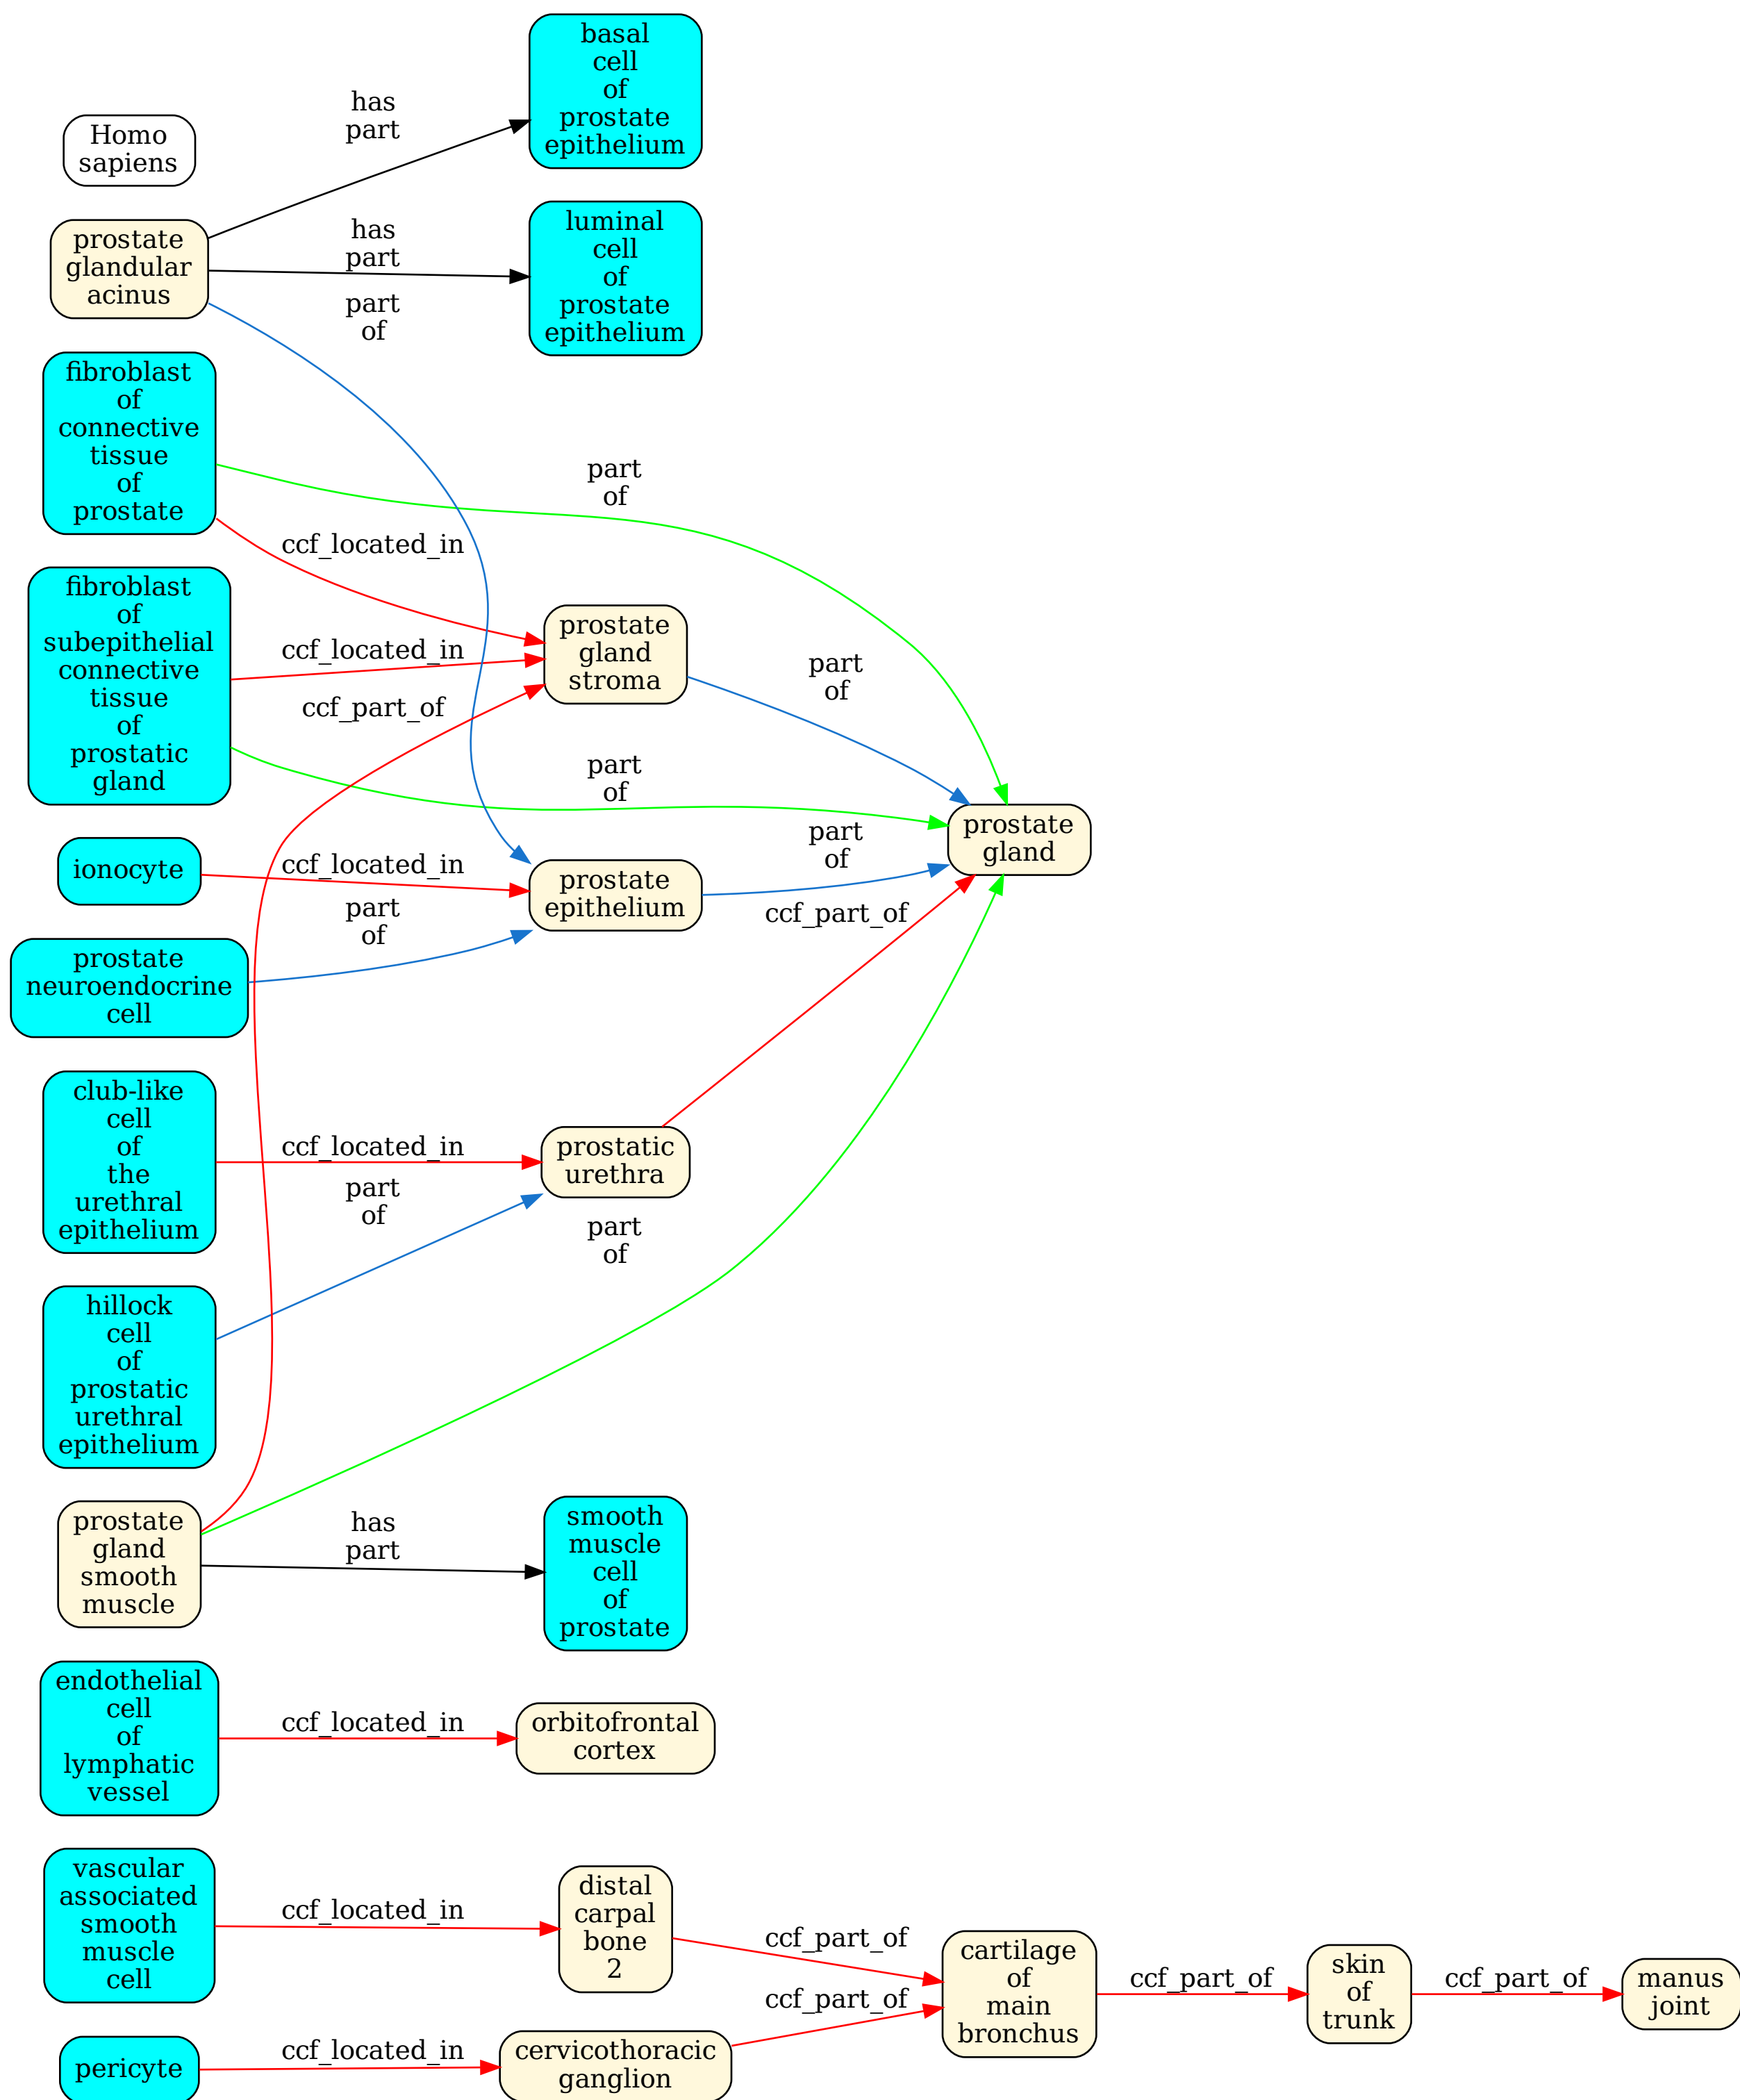 basal
cell
of
prostate
epithelium
has
part
Homo
sapiens
prostate
glandular
acinus
has
part
luminal
cell
of
prostate
epithelium
part
of
fibroblast
of
connective
tissue
of
prostate
part
of
ccf_located_in
fibroblast
of
subepithelial
connective
tissue
of
prostatic
gland
ccf_located_in
prostate
gland
stroma
part
of
ccf_part_of
part
of
prostate
gland
ionocyte
ccf_located_in
prostate
epithelium
part
of
ccf_part_of
part
of
prostate
neuroendocrine
cell
club-like
cell
of
the
urethral
epithelium
ccf_located_in
prostatic
urethra
part
of
part
of
hillock
cell
of
prostatic
urethral
epithelium
prostate
gland
smooth
muscle
has
part
smooth
muscle
cell
of
prostate
endothelial
cell
of
lymphatic
vessel
ccf_located_in
orbitofrontal
cortex
vascular
associated
smooth
muscle
cell
ccf_located_in
distal
carpal
bone
2
ccf_part_of
cartilage
of
main
bronchus
ccf_part_of
skin
of
trunk
ccf_part_of
manus
joint
ccf_part_of
pericyte
ccf_located_in
cervicothoracic
ganglion